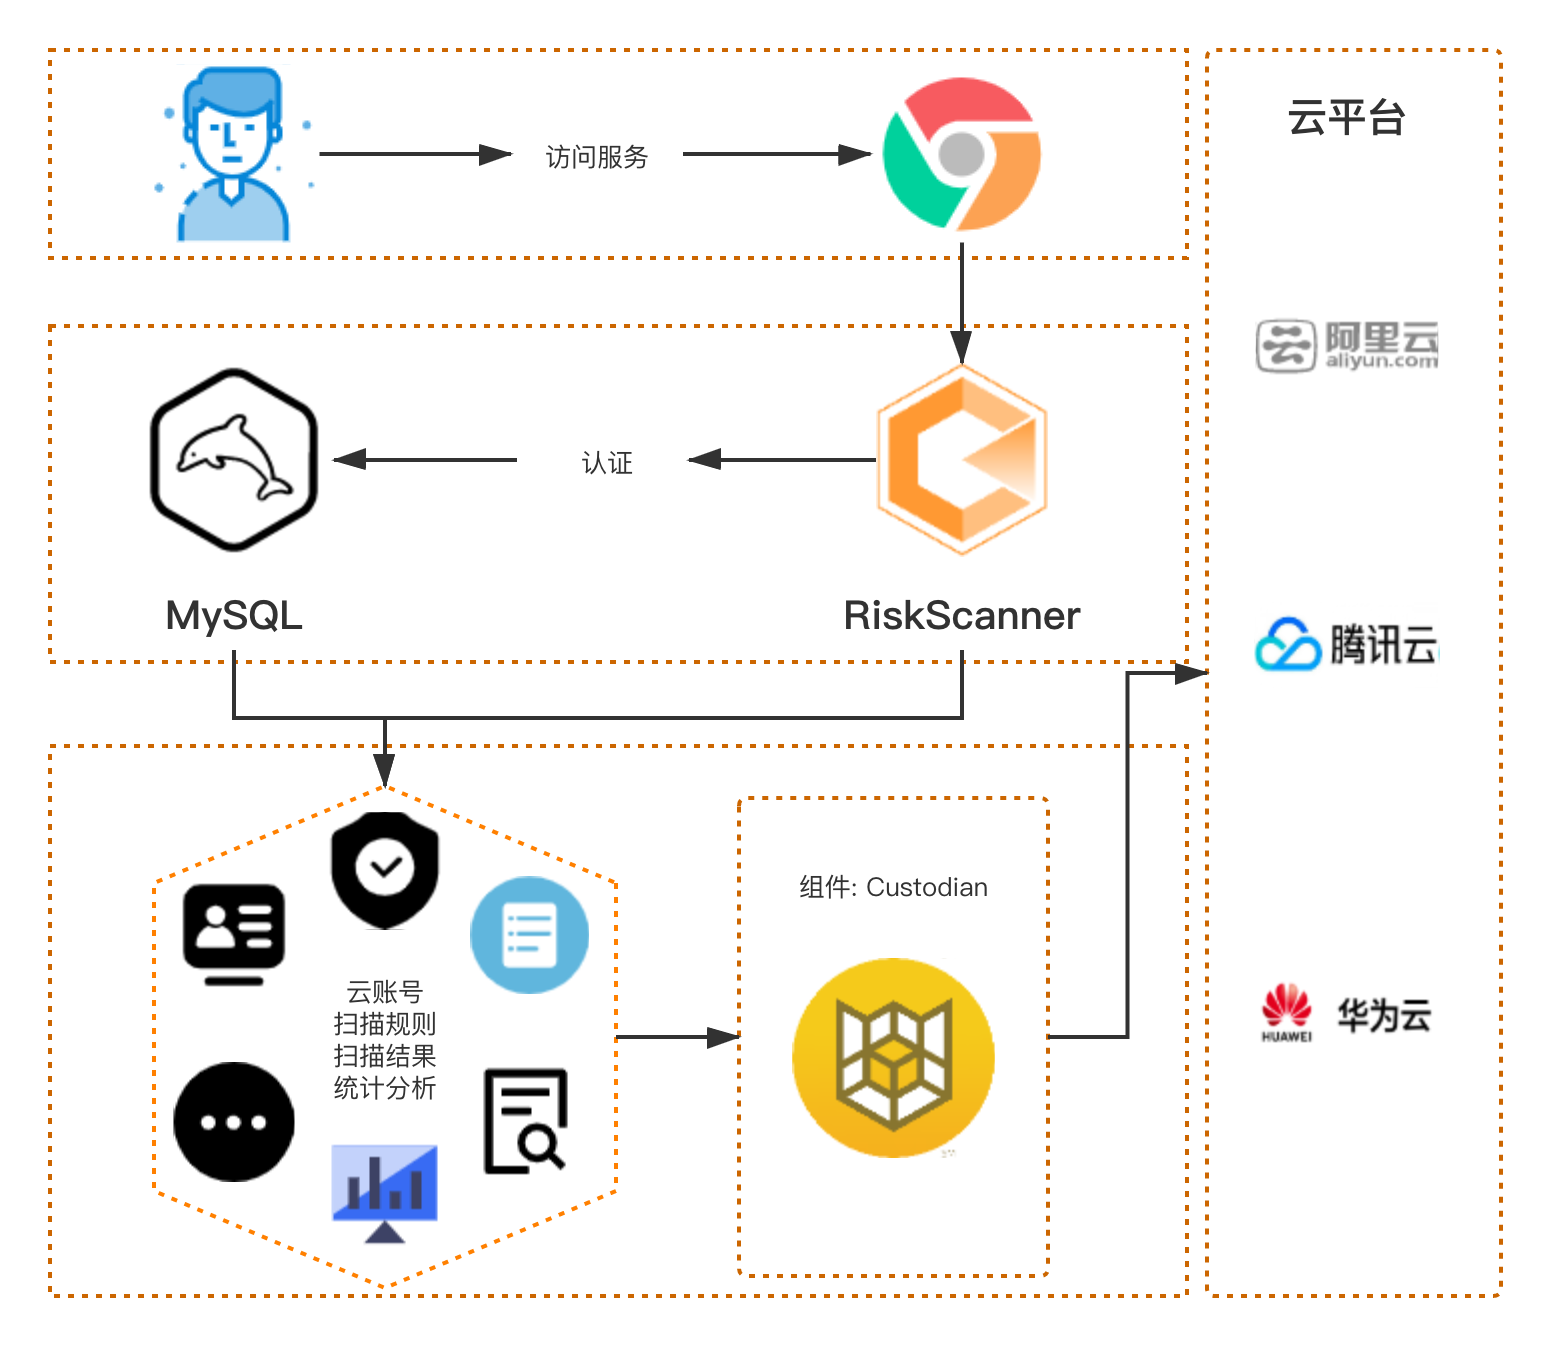 访问服务
云平台
阿里云
aliyun.com
认证
MySQL
RiskScanner
腾讯云
组件: Custodian
云账号
扫描规则
扫描结果
统计分析
HUAWEI
华为云